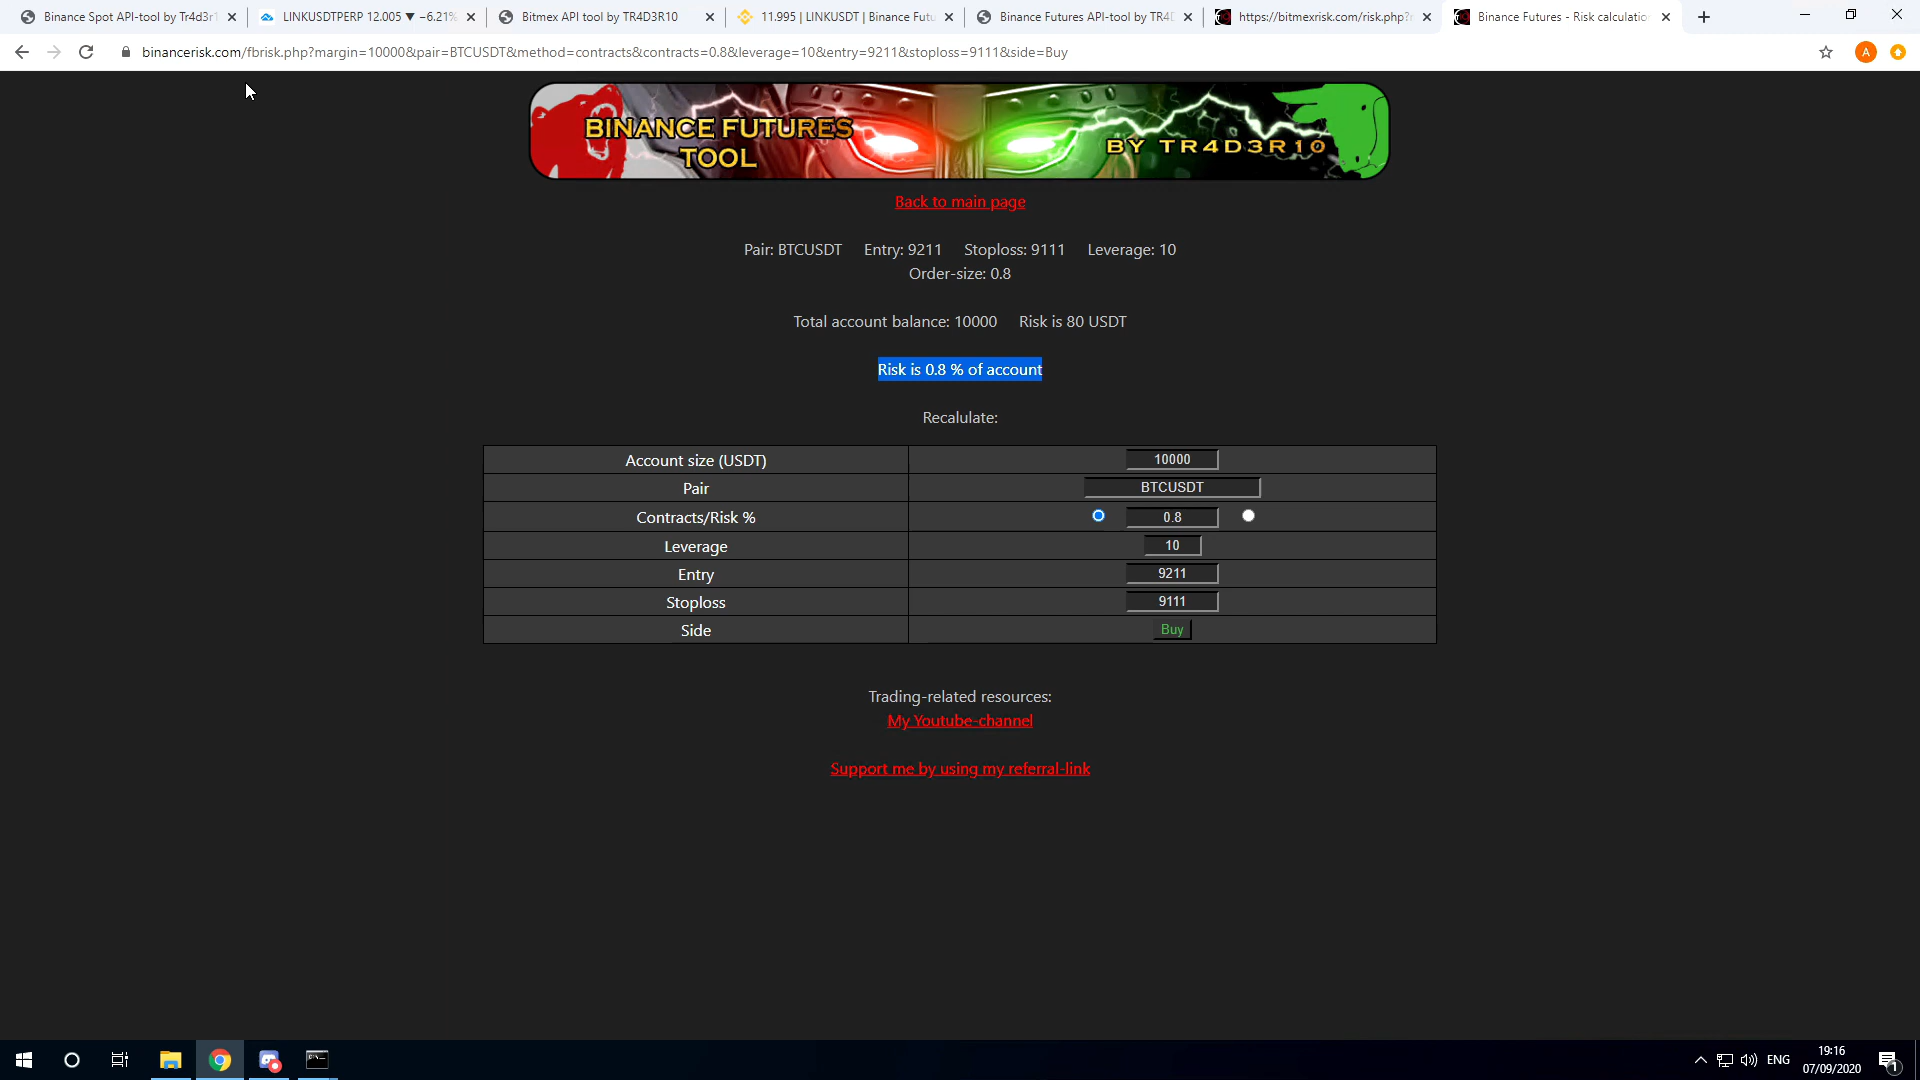 Binance Spot API-tool by Tr4d3r1
LINKUSDTPERP 12.005 ▼ −6.21%
Bitmex API tool by TR4D3R10
11.995 | LINKUSDT | Binance Futu
Binance Futures API-tool by TR4D
https://bitmexrisk.com/risk.php?
Binance Futures - Risk calculatio
binancerisk.com/fbrisk.php?margin=10000&pair=BTCUSDT&method=contracts&contracts=0.8&leverage=10&entry=9211&stoploss=9111&side=Buy
A
BINANCE FUTURES
TOOL
BY TR4D3R10
Back to main page
Pair: BTCUSDT Entry: 9211 Stoploss: 9111 Leverage: 10
Order-size: 0.8
Total account balance: 10000 Risk is 80 USDT
Risk is 0.8 % of account
Recalulate:
Account size (USDT) 10000
Pair BTCUSDT
Contracts/Risk % 0.8
Leverage 10
Entry 9211
Stoploss 9111
Side Buy
Trading-related resources:
My Youtube-channel
Support me by using my referral-link
ENG
19:16
07/09/2020
1